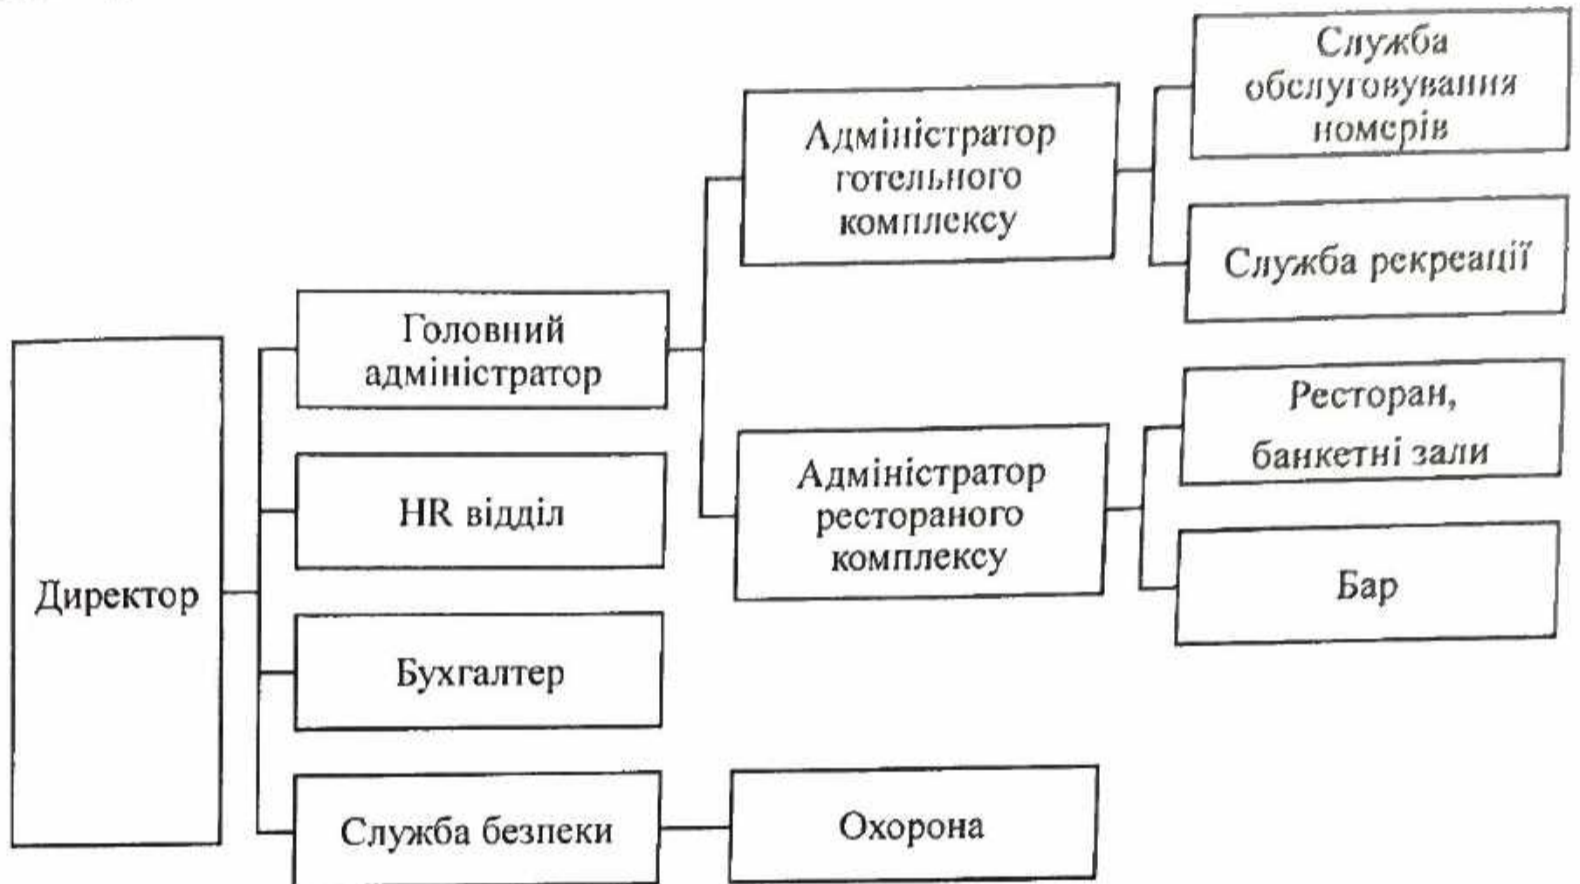 Директор
Головний
адміністратор
HR відділ
Бухгалтер
Служба безпеки
Адміністратор
готельного
комплексу
Адміністратор
ресторанoго
комплексу
Охорона
Служба
обслуговування
номерів
Служба рекреації
Ресторан,
банкетні зали
Бар